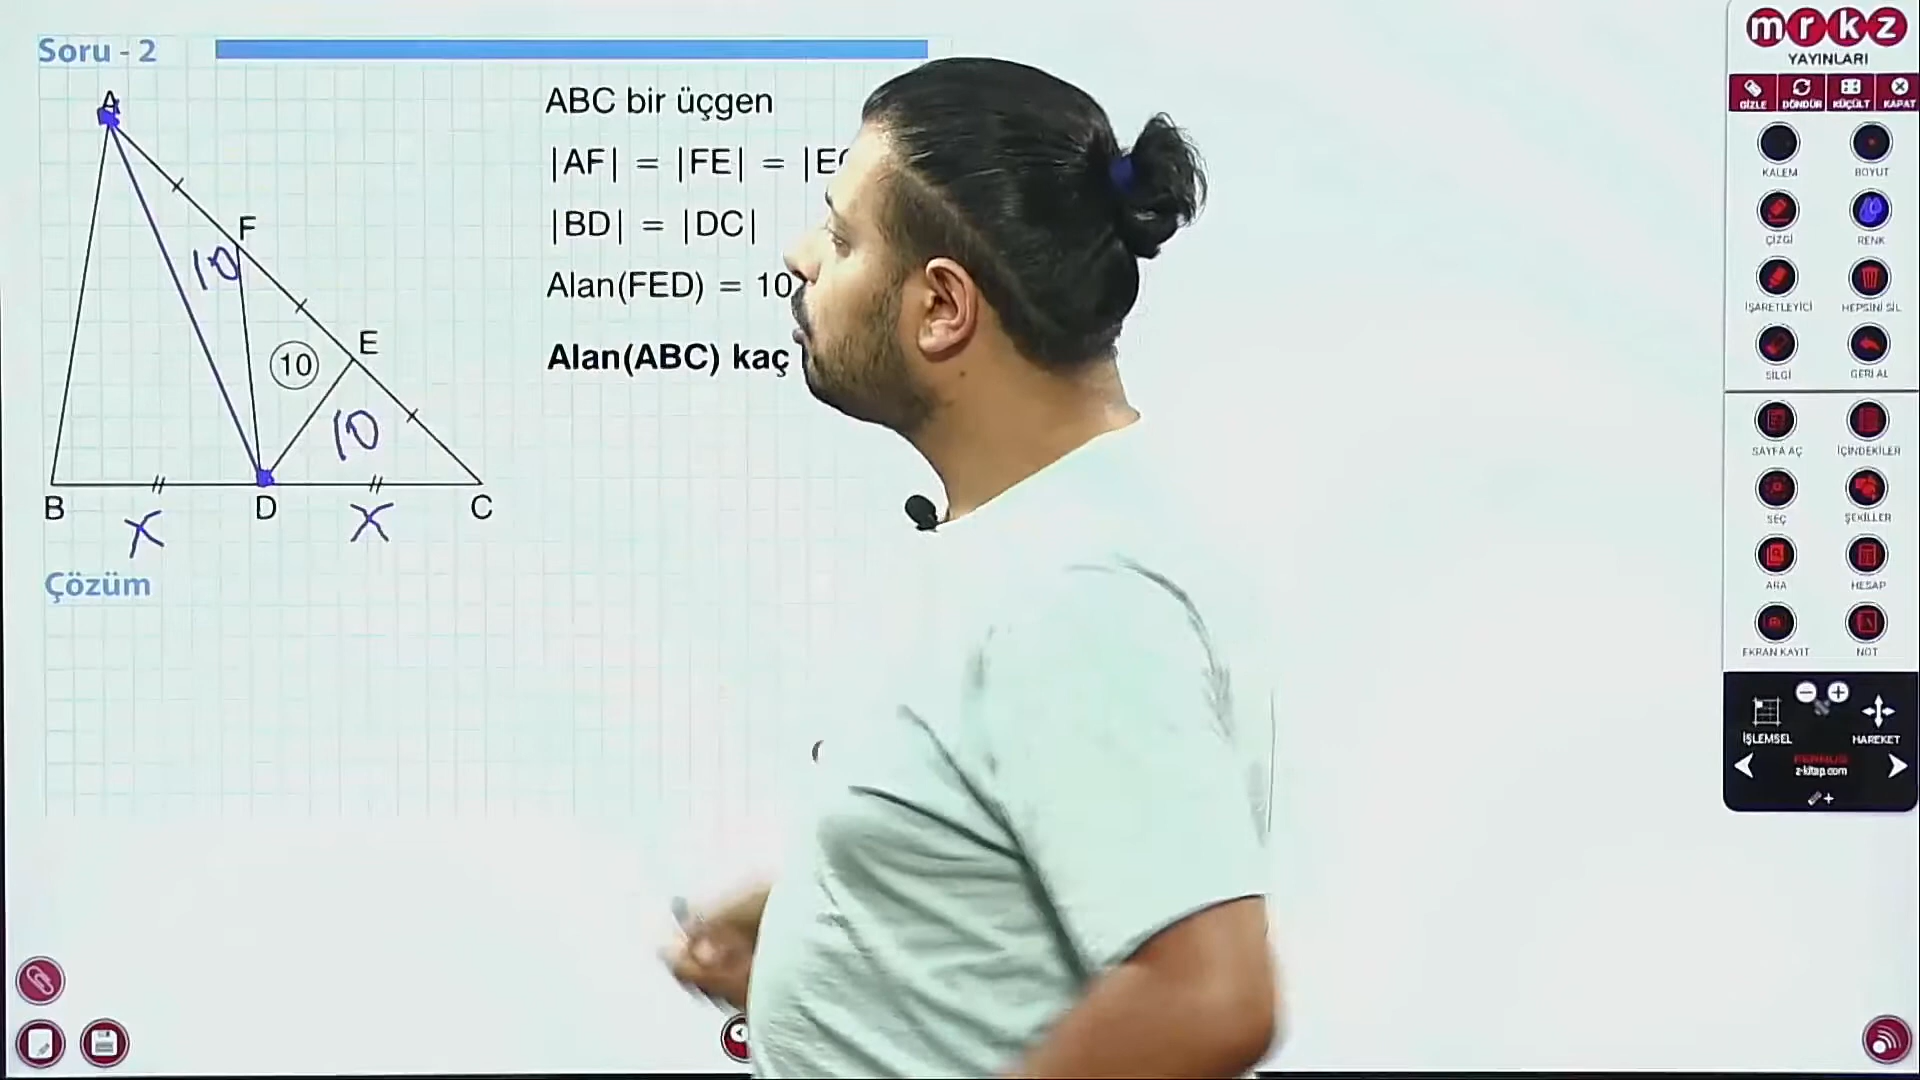 Soru - 2
A
F
10
E
10
10
B
D
C
x
x
ABC bir üçgen
|AF| = |FE| =
|BD| = |DC|
Alan(FED) = 10
Alan(ABC) kaç
Çözüm
mrkz
YAYINLARI
GİZLE DÖNDÜR KÜÇÜLT KAPAT
KALEM BOYUT
ÇİZGİ RENK
İŞARETLEYİCİ HEPSİNİ SİL
SİLGİ GERİ AL
SAYFA AÇ İÇİNDEKİLER
SEÇ ŞEKİLLER
ARA HESAP
EKRAN KAYIT NOT
İŞLEMSEL HAREKET
FERNUS
z-kitap.com